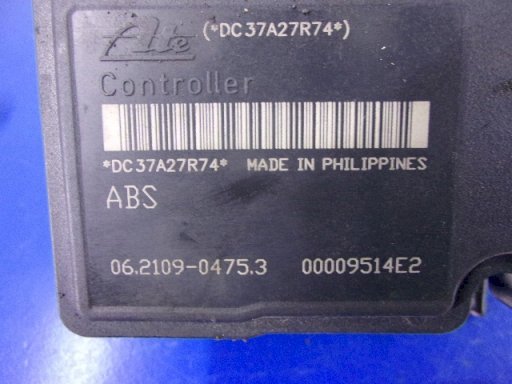 Ate (*DC37A27R74*)
Controller
*DC37A27R74* MADE IN PHILIPPINES
ABS
06.2109-0475.3 00009514E2